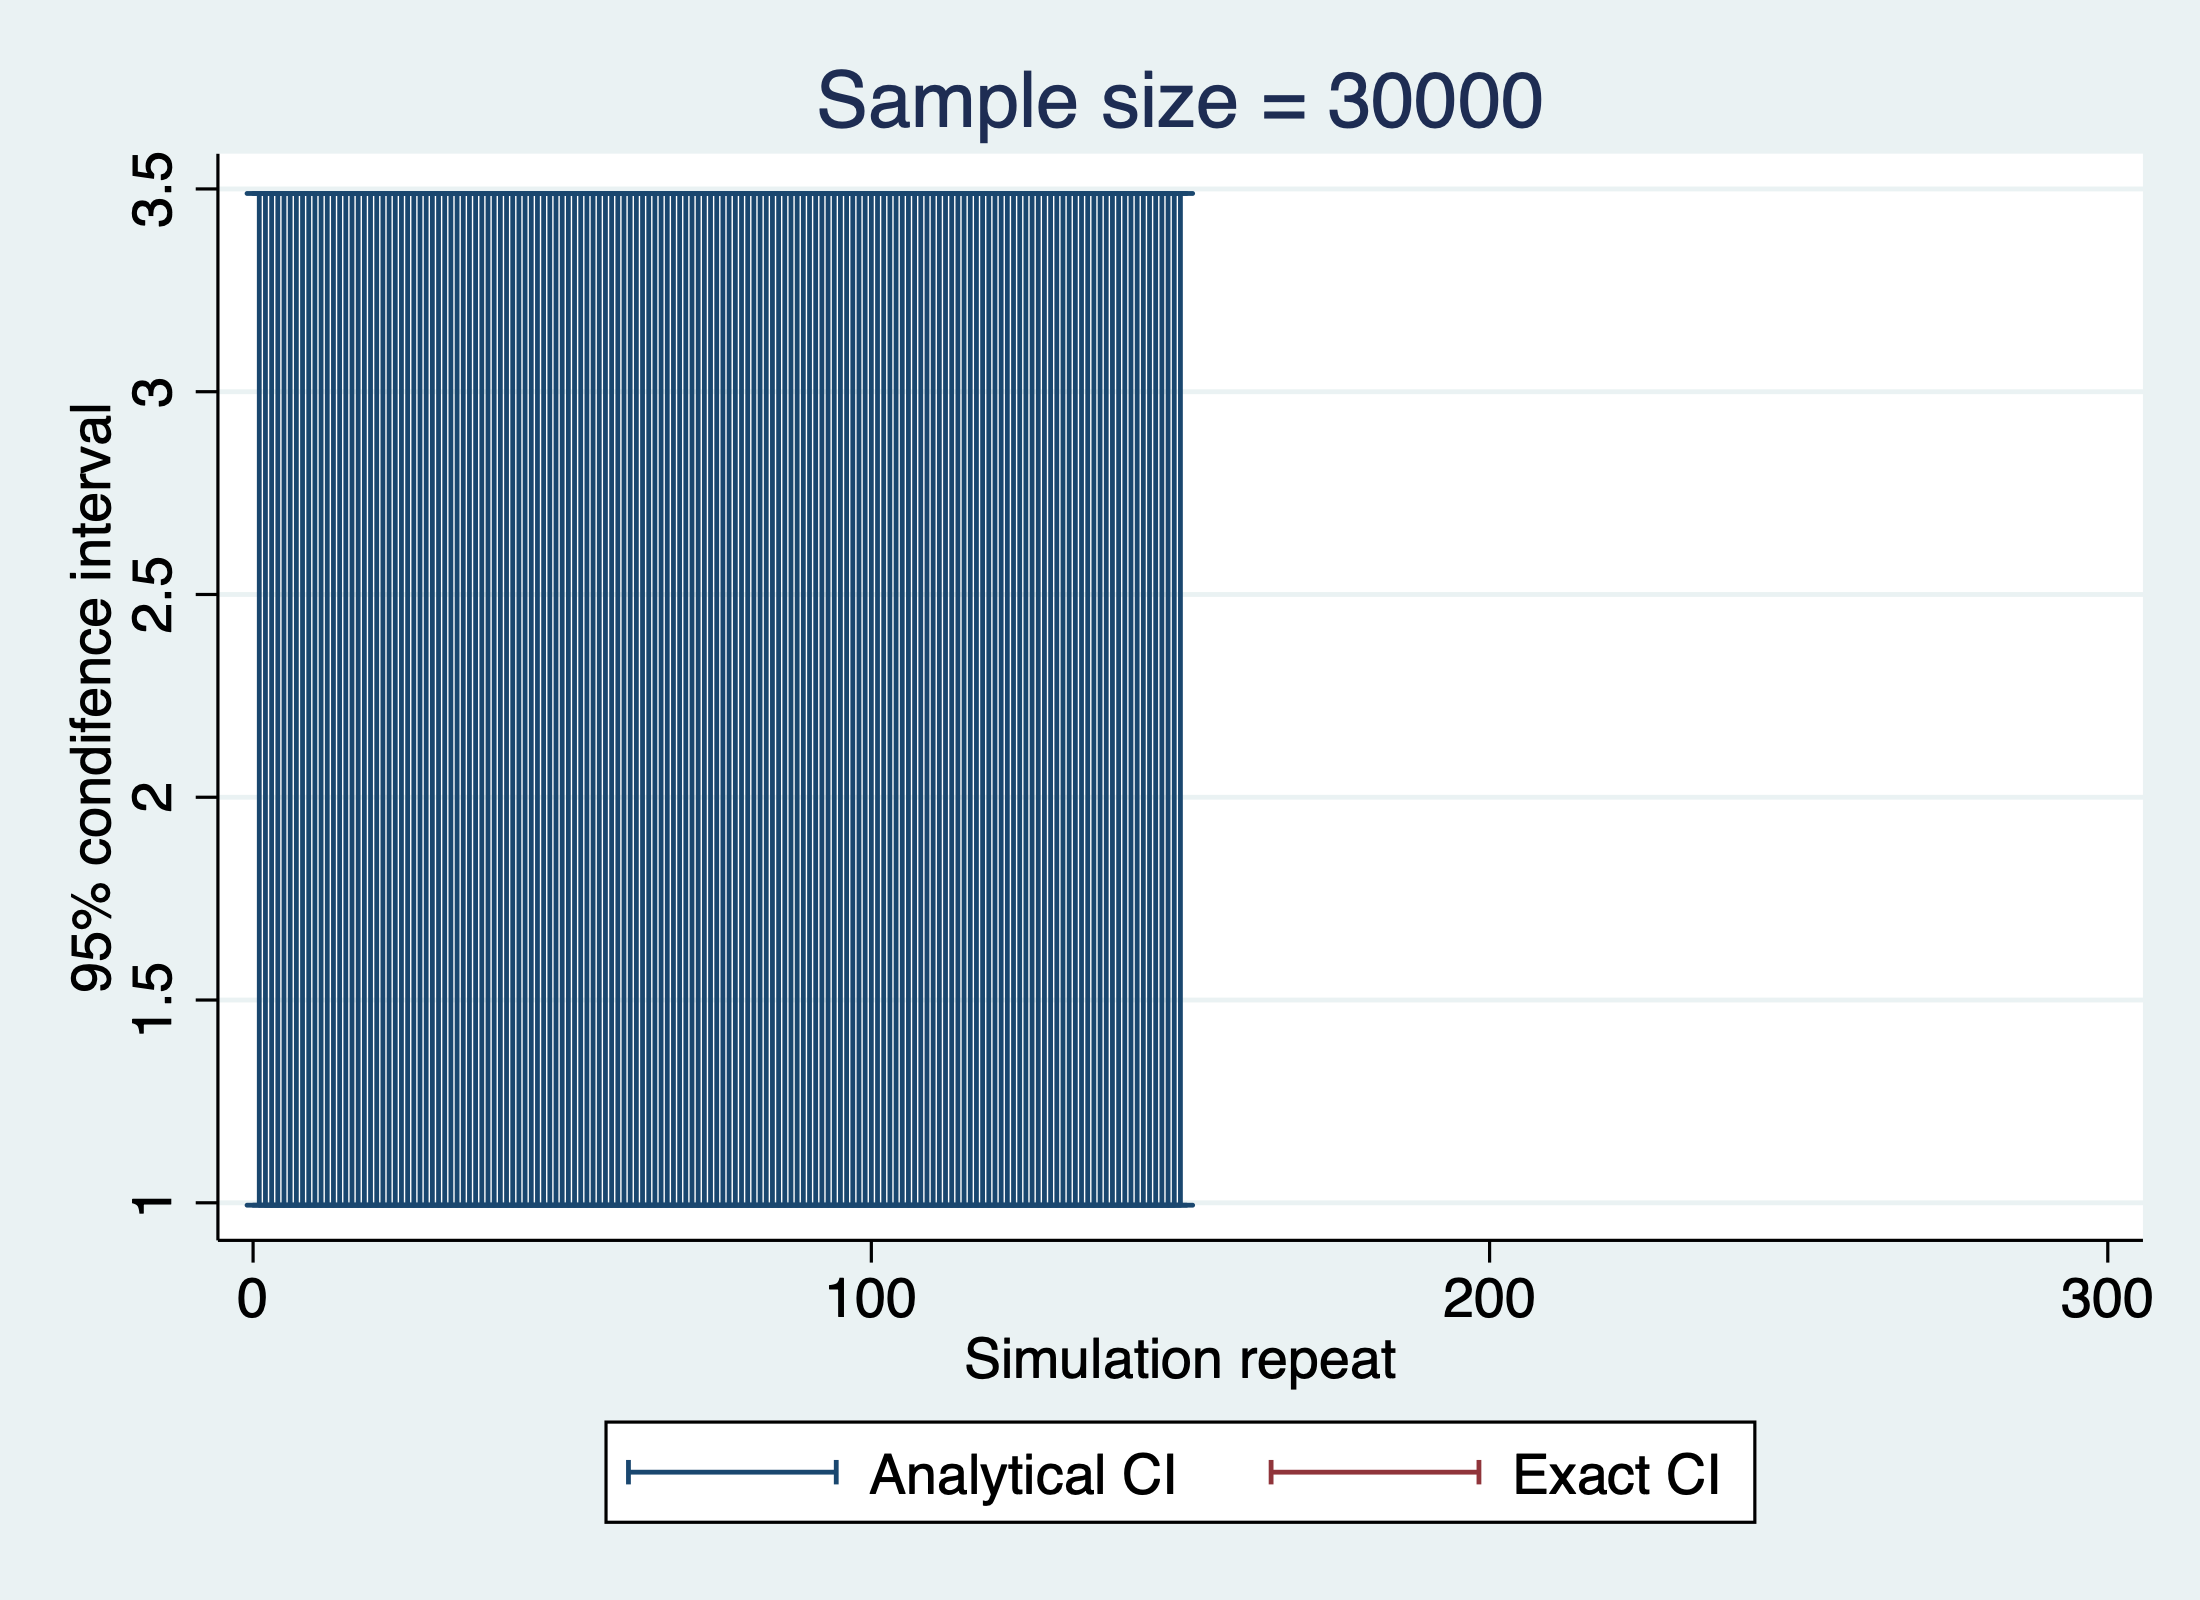 Sample size = 30000
95% condifence interval
3.5
3
2.5
2
1.5
1
0 100 200 300
Simulation repeat
Analytical CI Exact CI